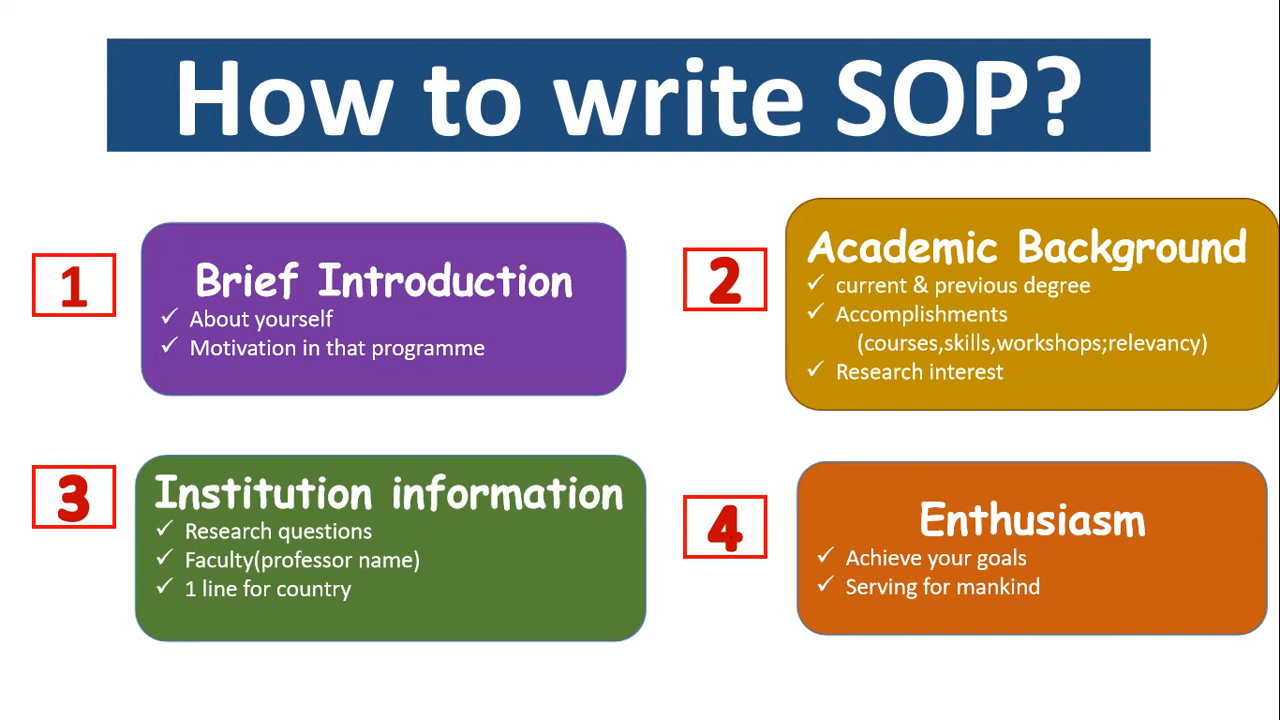 How to write SOP?
1
Brief Introduction
✓ About yourself
✓ Motivation in that programme
2
Academic Background
✓ current & previous degree
✓ Accomplishments
(courses,skills,workshops;relevancy)
✓ Research interest
3
Institution information
✓ Research questions
✓ Faculty(professor name)
✓ 1 line for country
4
Enthusiasm
✓ Achieve your goals
✓ Serving for mankind